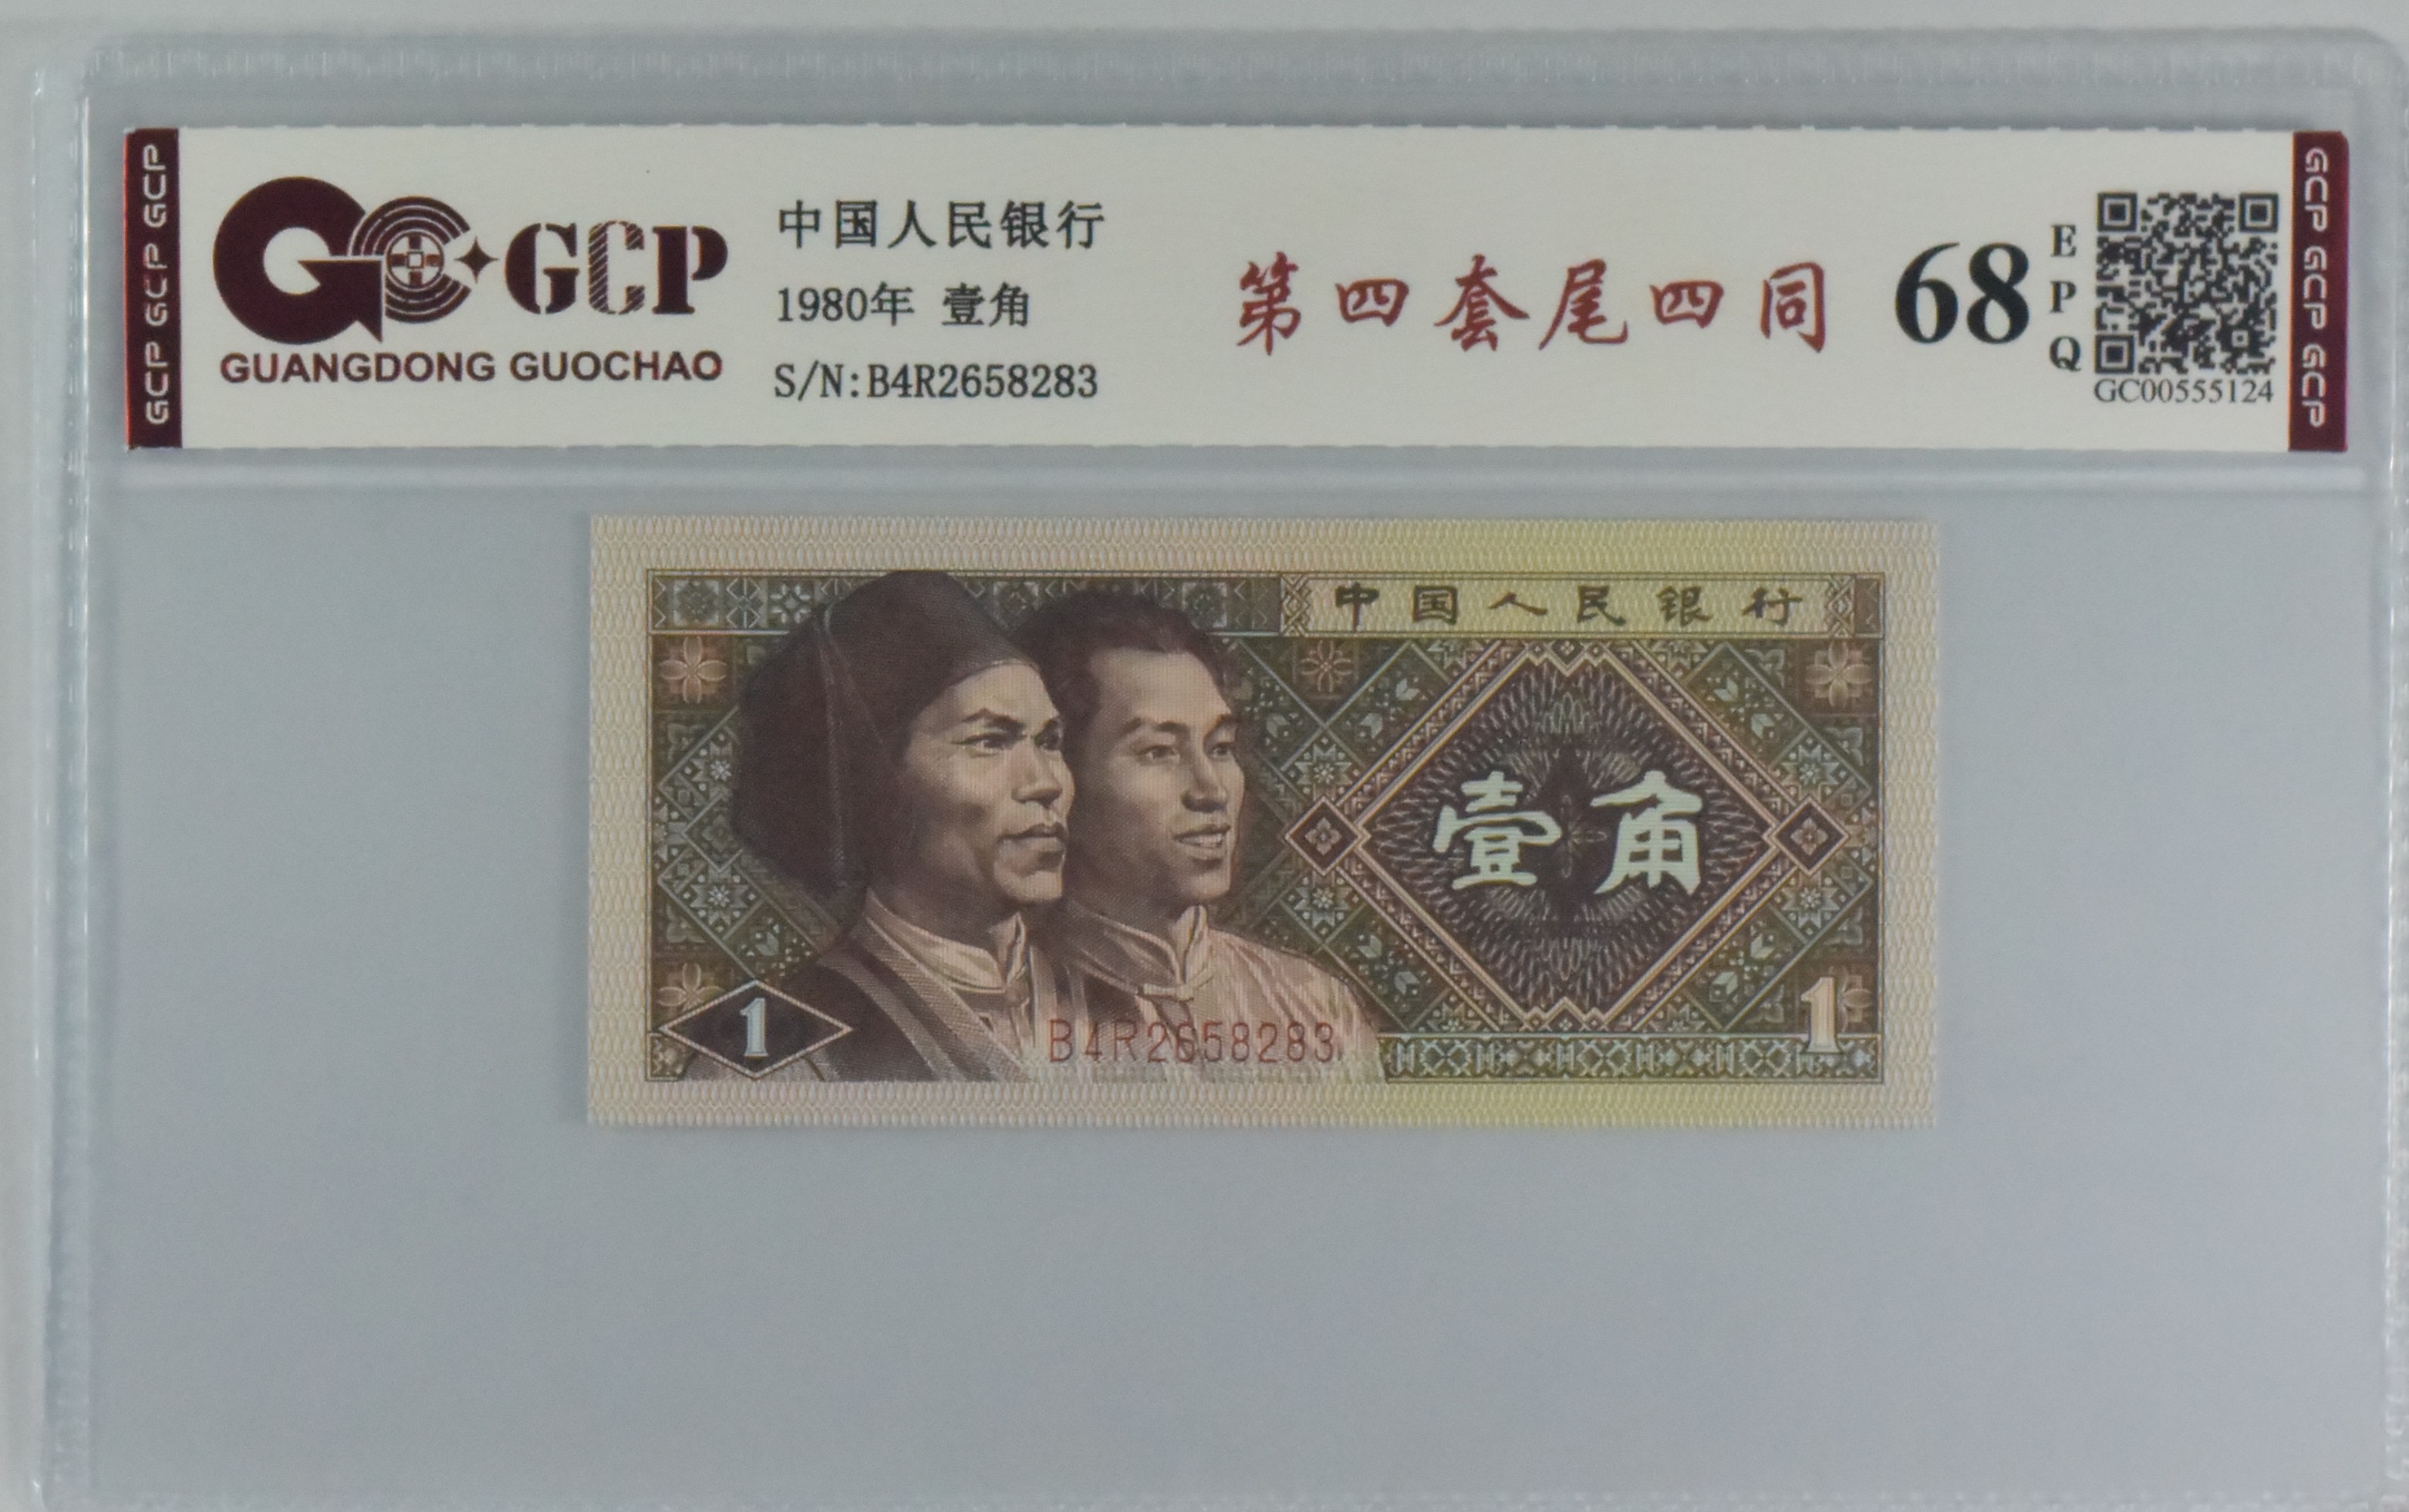 GCP GCP GCP
GCP
GUANGDONG GUOCHAO
中国人民银行
1980年 壹角
S/N:B4R2658283
第四套尾四同
68
E
P
Q
GC00555124
GCP GCP GCP
中国人民银行
壹角
1
B4R2658283
1